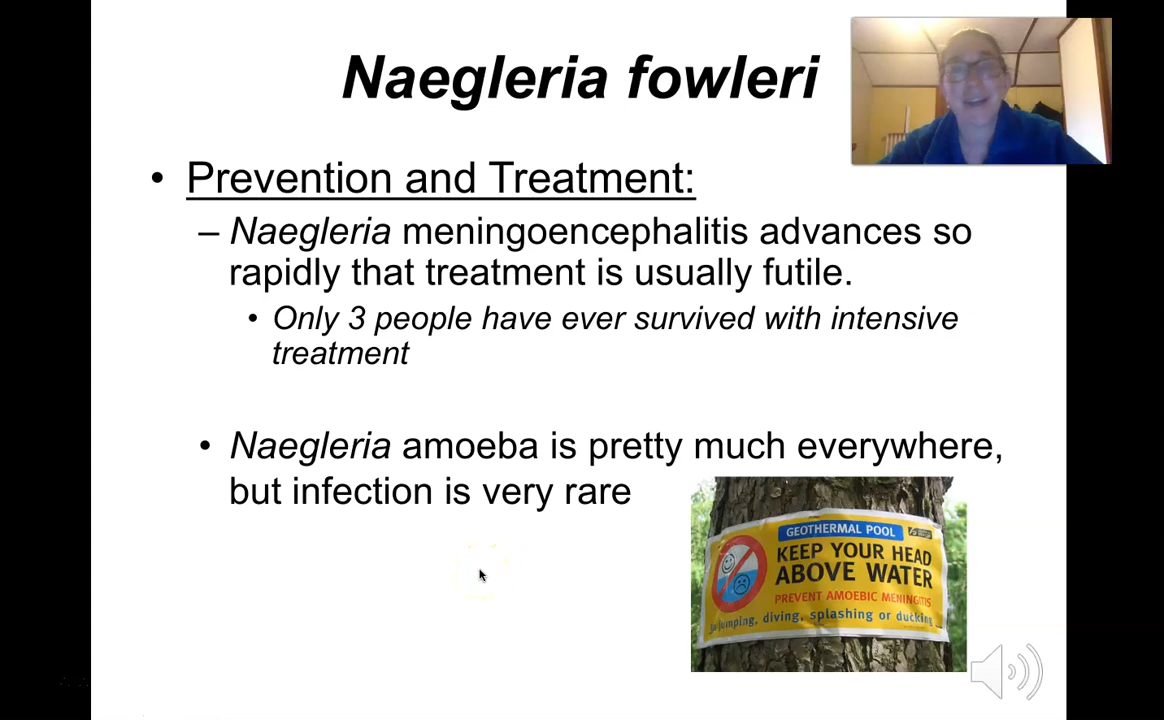 Naegleria fowleri
• Prevention and Treatment:
– Naegleria meningoencephalitis advances so
rapidly that treatment is usually futile.
• Only 3 people have ever survived with intensive
treatment
• Naegleria amoeba is pretty much everywhere,
but infection is very rare
GEOTHERMAL POOL
KEEP YOUR HEAD
ABOVE WATER
PREVENT AMOEBIC MENINGITIS
jumping, diving, splashing or ducking